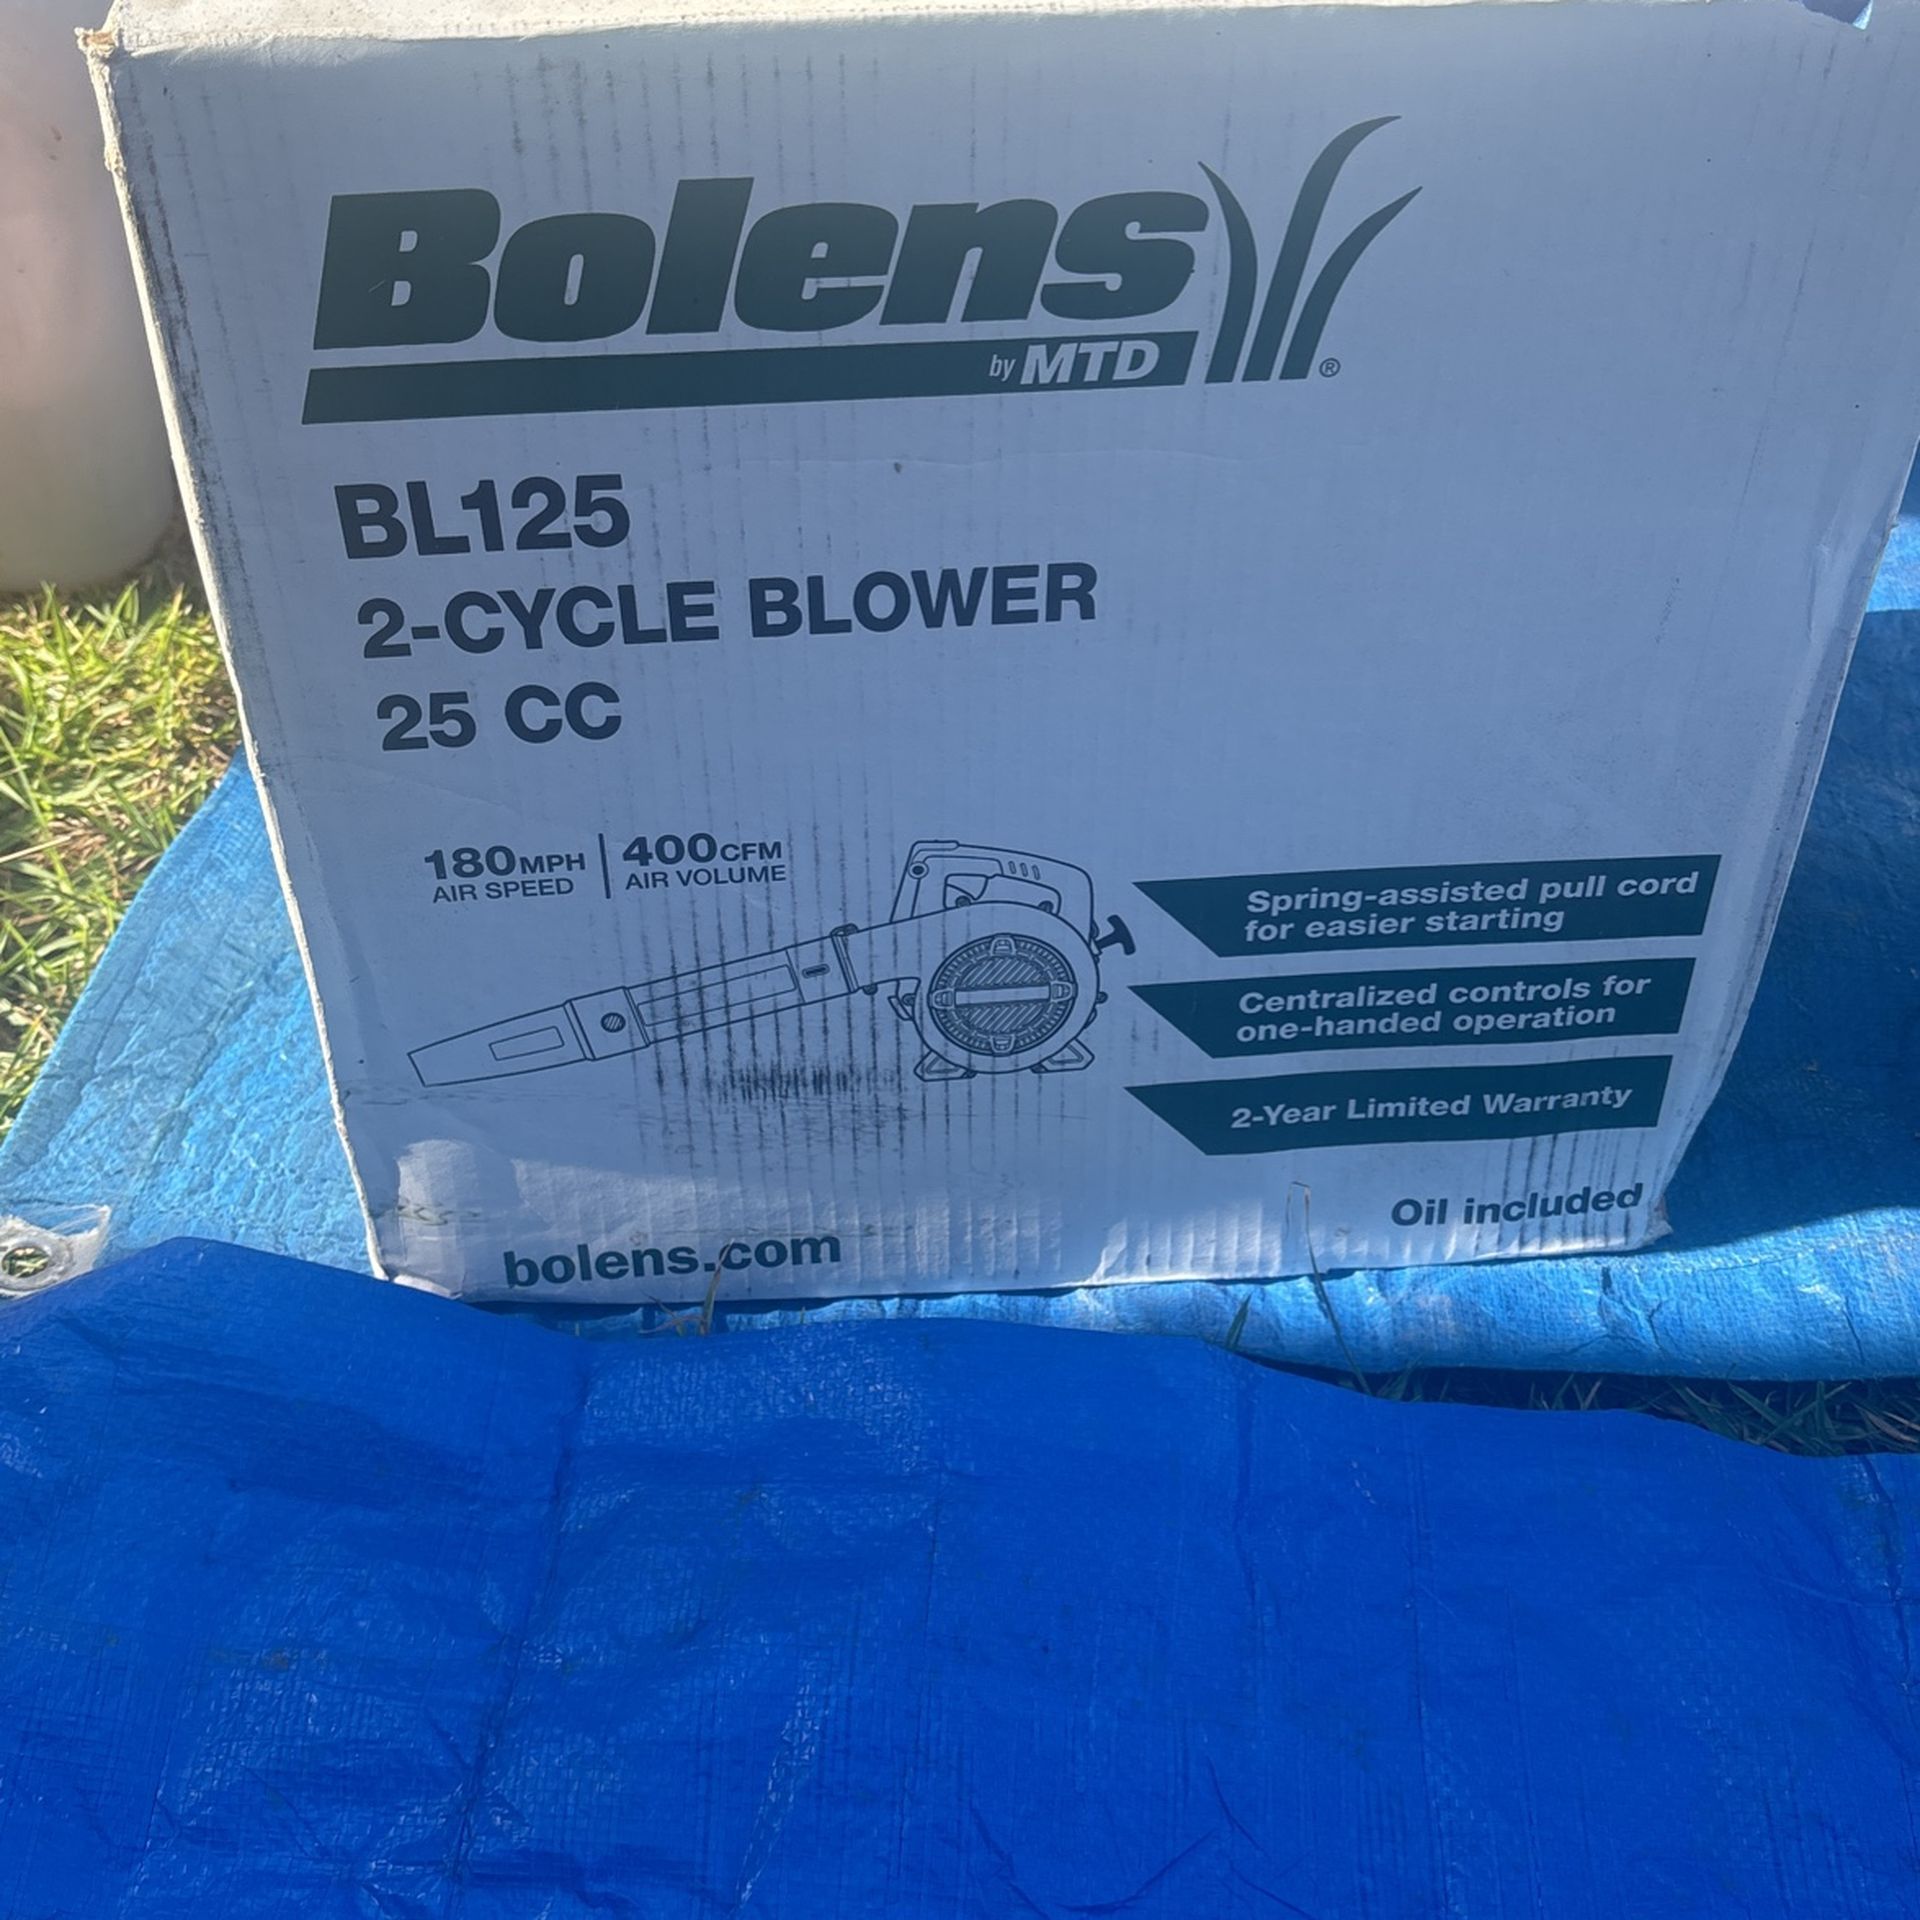 Bolens
by MTD ®
BL125
2-CYCLE BLOWER
25 CC
180MPH
AIR SPEED
400CFM
AIR VOLUME
Spring-assisted pull cord
for easier starting
Centralized controls for
one-handed operation
2-Year Limited Warranty
Oil included
bolens.com